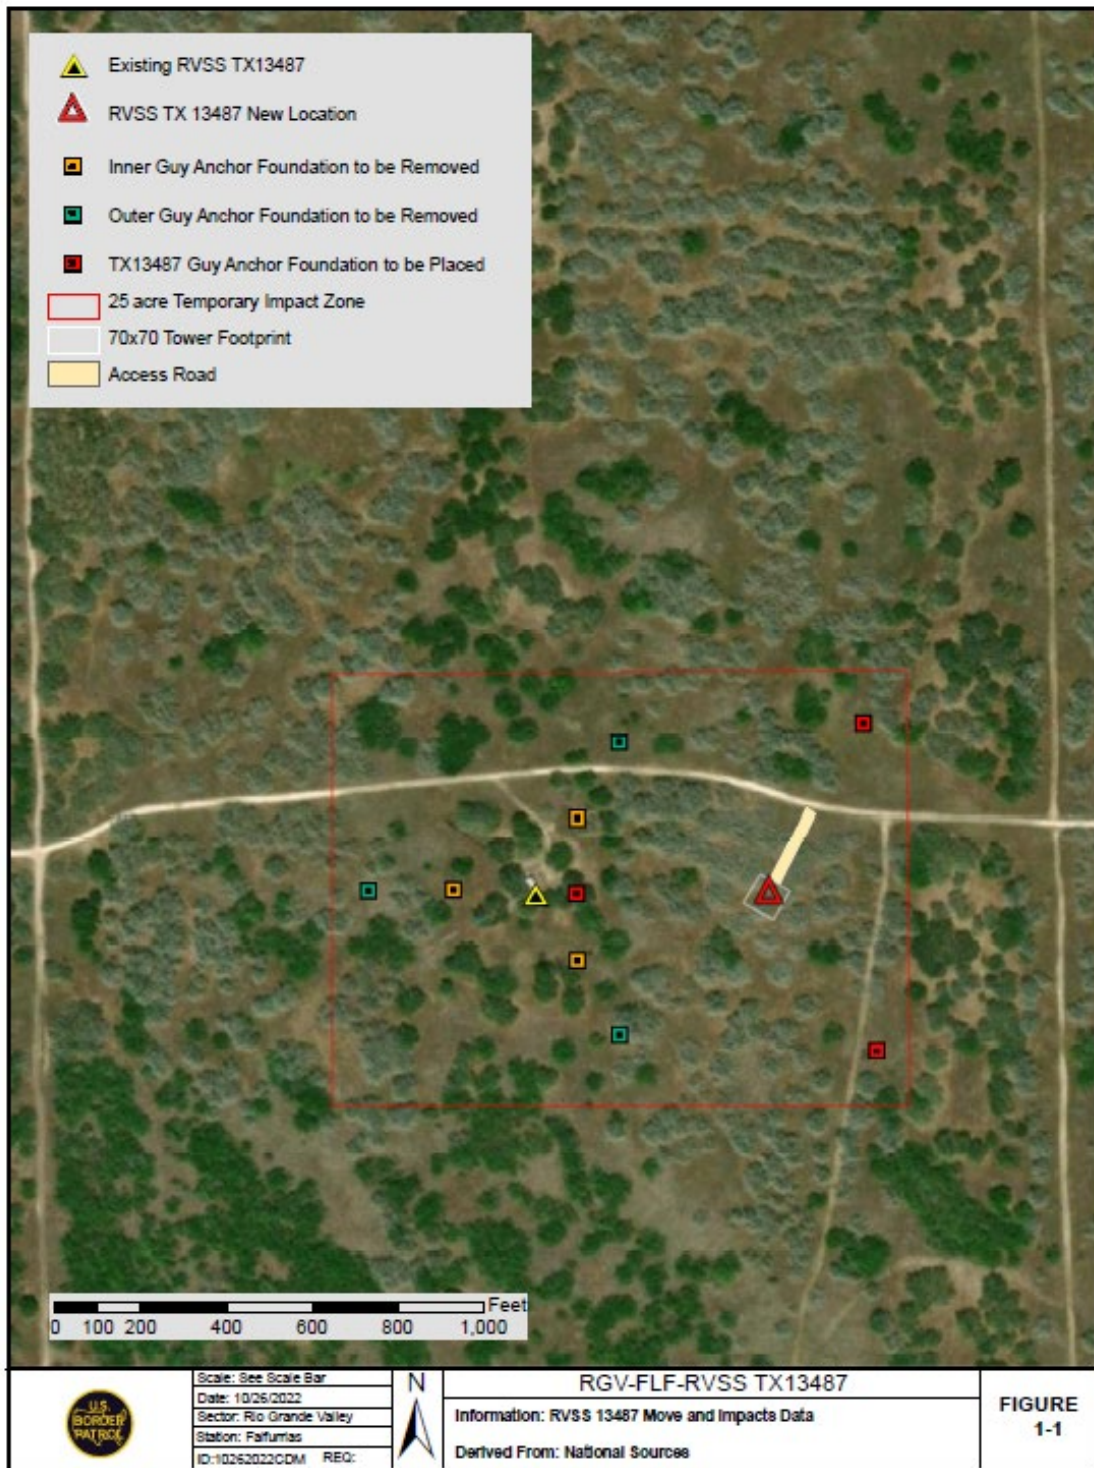 Existing RVSS TX13487
RVSS TX 13487 New Location
Inner Guy Anchor Foundation to be Removed
Outer Guy Anchor Foundation to be Removed
TX13487 Guy Anchor Foundation to be Placed
25 acre Temporary Impact Zone
70x70 Tower Footprint
Access Road
Feet
0 100 200 400 600 800 1,000
U.S.
BORDER
PATROL
Scale: See Scale Bar
Date: 10/26/2022
Sector: Rio Grande Valley
Station: Falfurrias
ID:10262022CDM REQ:
N
RGV-FLF-RVSS TX13487
Information: RVSS 13487 Move and Impacts Data
Derived From: National Sources
FIGURE
1-1